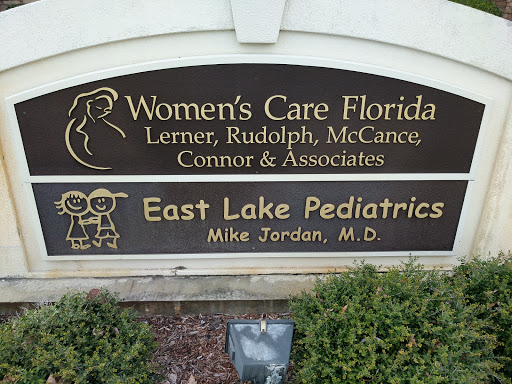 Women's Care Florida
Lerner, Rudolph, McCance,
Connor & Associates
East Lake Pediatrics
Mike Jordan, M.D.